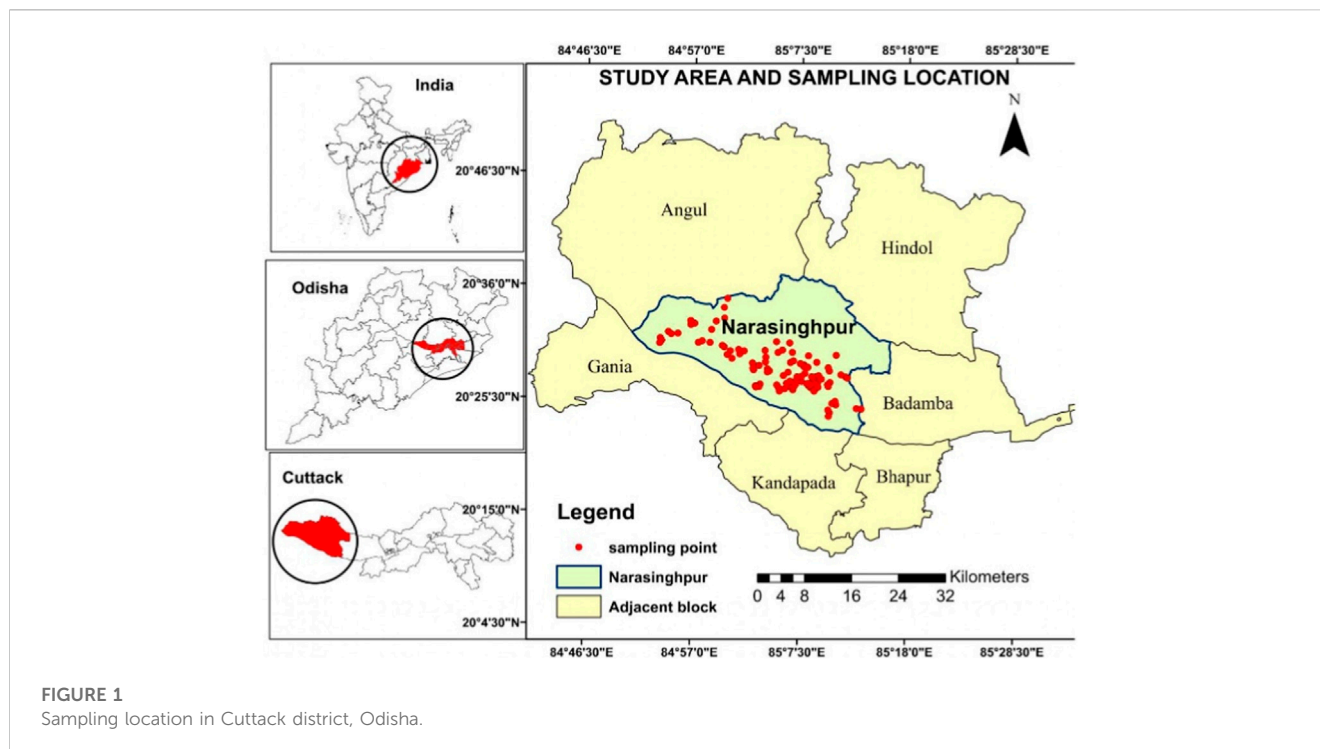 84°46'30"E 84°57'0"E 85°7'30"E 85°18'0"E 85°28'30"E
STUDY AREA AND SAMPLING LOCATION
India
N
20°46'30"N
Angul
Hindol
20°36'0"N
Odisha
Narasinghpur
Gania
20°25'30"N
Badamba
Cuttack
Kandapada
Bhapur
20°15'0"N
Legend
sampling point
Narasinghpur
Adjacent block
Kilometers
0 4 8 16 24 32
20°4'30"N
84°46'30"E 84°57'0"E 85°7'30"E 85°18'0"E 85°28'30"E
FIGURE 1
Sampling location in Cuttack district, Odisha.